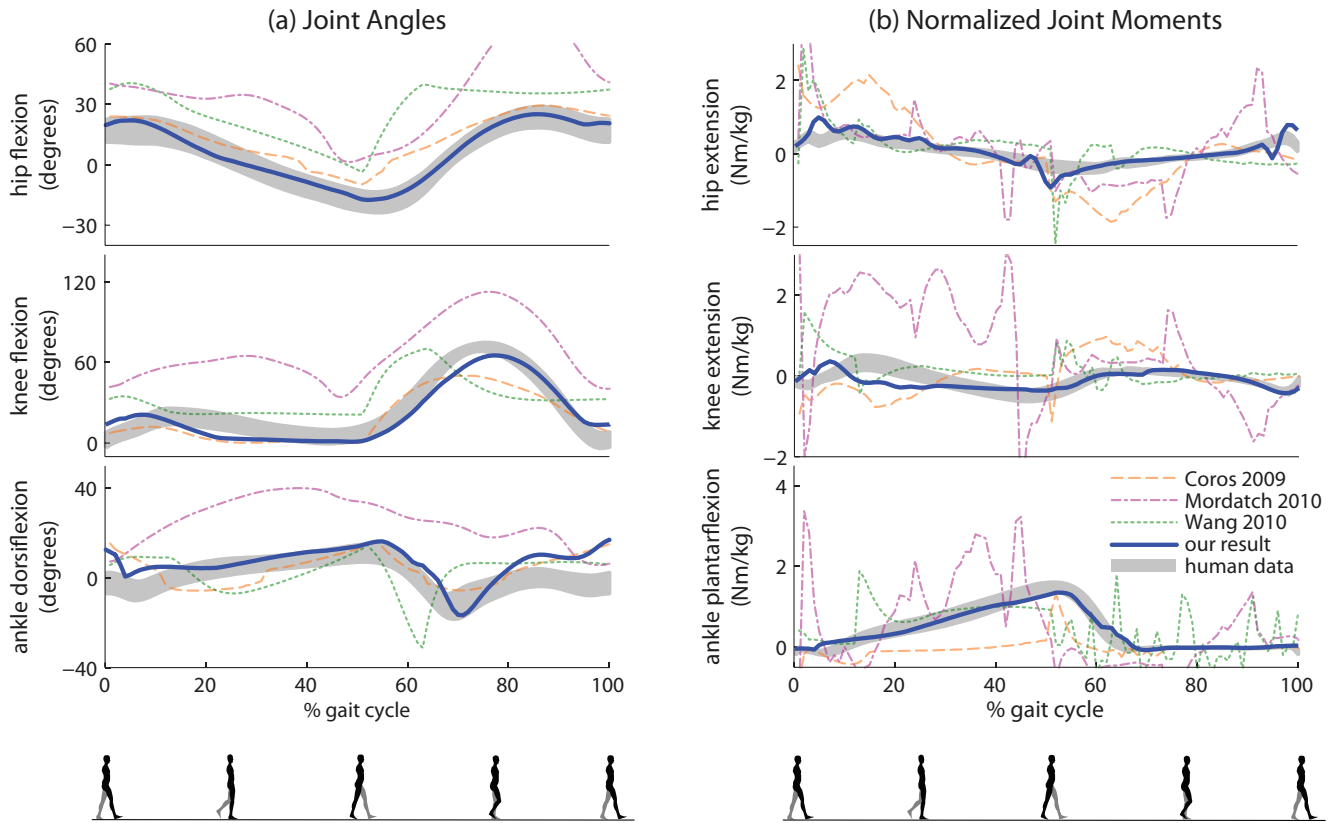 (a) Joint Angles
60
30
0
−30
hip flexion
(degrees)
120
60
0
knee flexion
(degrees)
40
0
−40
ankle dorsiflexion
(degrees)
0
20
40
60
80
100
% gait cycle
(b) Normalized Joint Moments
2
0
−2
hip extension
(Nm/kg)
2
0
−2
knee extension
(Nm/kg)
4
2
0
ankle plantarflexion
(Nm/kg)
Coros 2009
Mordatch 2010
Wang 2010
our result
human data
0
20
40
60
80
100
% gait cycle